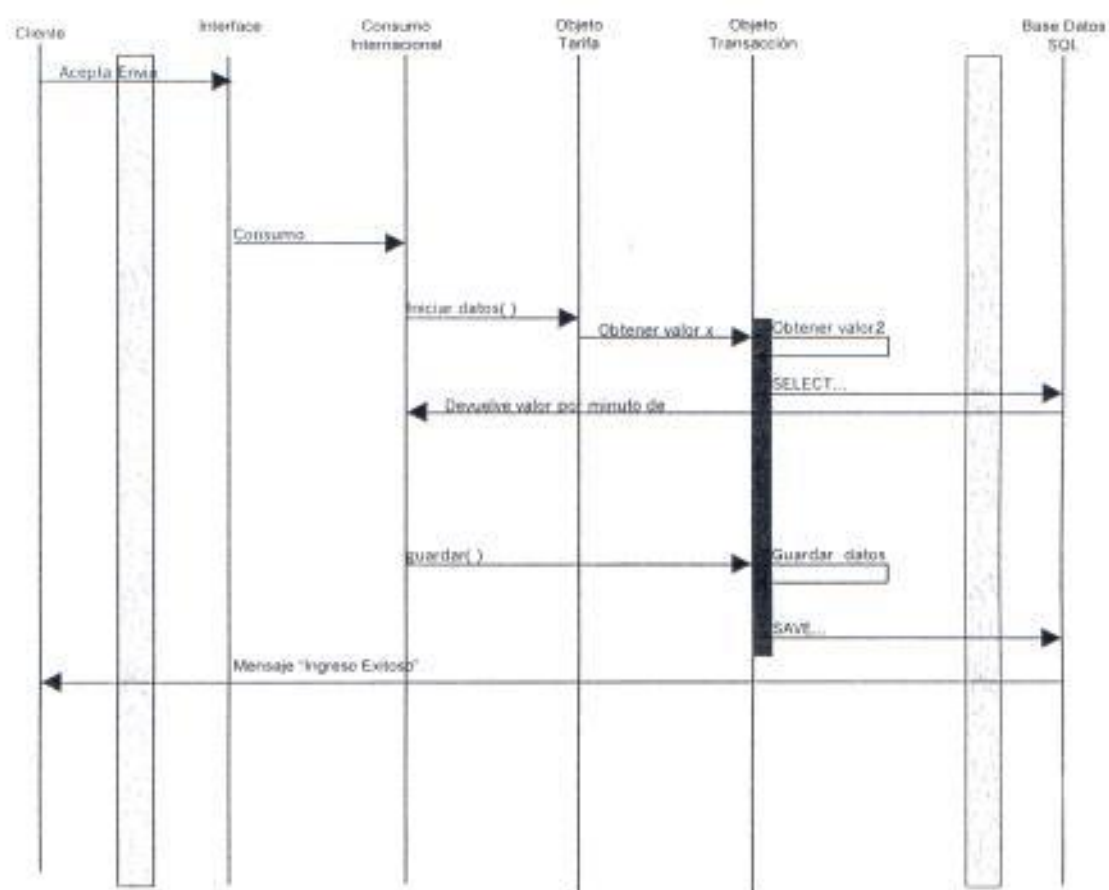 Cliente
Interface
Consumo
Internacional
Objeto
Tarifa
Objeto
Transacción
Base Datos
SQL
Acepta Envia
Consumo
Iniciar datos( )
Obtener valor x
Obtener valor2
SELECT...
Devuelve valor por minuto de
guardar( )
Guardar datos
SAVE...
Mensaje "Ingreso Exitoso"